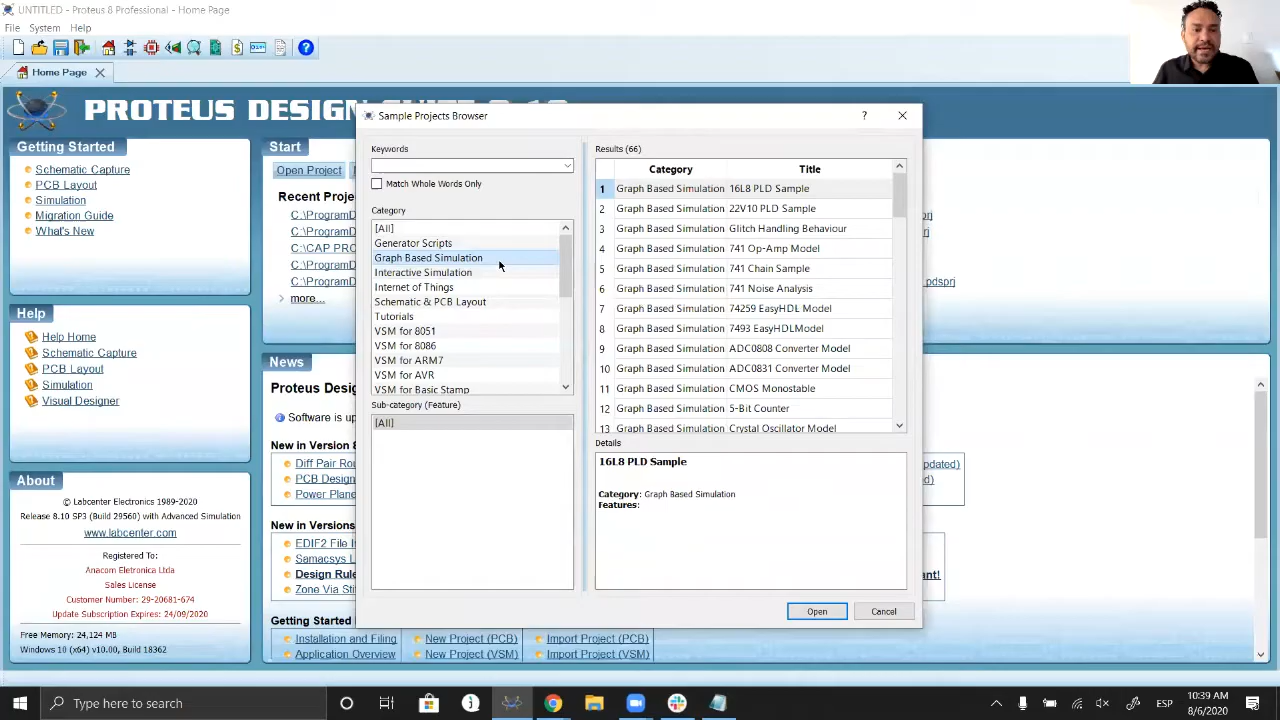 UNTITLED - Proteus 8 Professional - Home Page
File System Help
Home Page
PROTEUS DESIGN
Getting Started
Schematic Capture
PCB Layout
Simulation
Migration Guide
What's New
Help
Help Home
Schematic Capture
PCB Layout
Simulation
Visual Designer
About
© Labcenter Electronics 1989-2020
Release 8.10 SP3 (Build 29560) with Advanced Simulation
www.labcenter.com
Registered To:
Anacom Eletronica Ltda
Sales License
Customer Number: 29-20681-674
Update Subscription Expires: 24/09/2020
Free Memory: 24,124 MB
Windows 10 (x64) v10.00, Build 18362
Start
Open Project
Recent Proje
C:\ProgramD
C:\ProgramD
C:\CAP PRO
C:\ProgramD
C:\ProgramD
more...
prj
rj
pdsprj
News
Proteus Desig
Software is up
New in Version 8
Diff Pair Rou
PCB Design
Power Plane
pdated)
d)
New in Versions
EDIF2 File I
Samacsys L
Design Rule
Zone Via Sti
nt!
Getting Started
Installation and Filing New Project (PCB) Import Project (PCB)
Application Overview New Project (VSM) Import Project (VSM)
Sample Projects Browser
?
Keywords
Match Whole Words Only
Category
[All]
Generator Scripts
Graph Based Simulation
Interactive Simulation
Internet of Things
Schematic & PCB Layout
Tutorials
VSM for 8051
VSM for 8086
VSM for ARM7
VSM for AVR
VSM for Basic Stamp
Sub-category (Feature)
[All]
Results (66)
Category Title
1 Graph Based Simulation 16L8 PLD Sample
2 Graph Based Simulation 22V10 PLD Sample
3 Graph Based Simulation Glitch Handling Behaviour
4 Graph Based Simulation 741 Op-Amp Model
5 Graph Based Simulation 741 Chain Sample
6 Graph Based Simulation 741 Noise Analysis
7 Graph Based Simulation 74259 EasyHDL Model
8 Graph Based Simulation 7493 EasyHDLModel
9 Graph Based Simulation ADC0808 Converter Model
10 Graph Based Simulation ADC0831 Converter Model
11 Graph Based Simulation CMOS Monostable
12 Graph Based Simulation 5-Bit Counter
13 Graph Based Simulation Crystal Oscillator Model
Details
16L8 PLD Sample
Category: Graph Based Simulation
Features:
Open Cancel
Type here to search
ESP
10:39 AM
8/6/2020